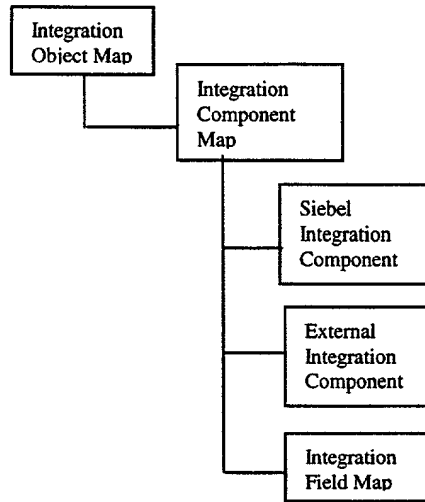 Integration
Object Map
Integration
Component
Map
Siebel
Integration
Component
External
Integration
Component
Integration
Field Map